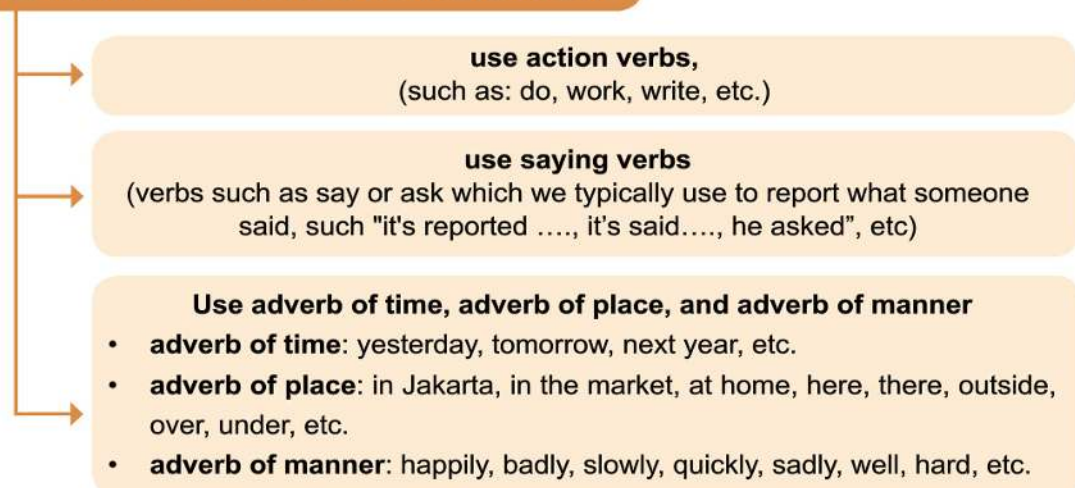 use action verbs,
(such as: do, work, write, etc.)
use saying verbs
(verbs such as say or ask which we typically use to report what someone
said, such "it's reported …., it’s said…., he asked”, etc)
Use adverb of time, adverb of place, and adverb of manner
• adverb of time: yesterday, tomorrow, next year, etc.
• adverb of place: in Jakarta, in the market, at home, here, there, outside,
over, under, etc.
• adverb of manner: happily, badly, slowly, quickly, sadly, well, hard, etc.